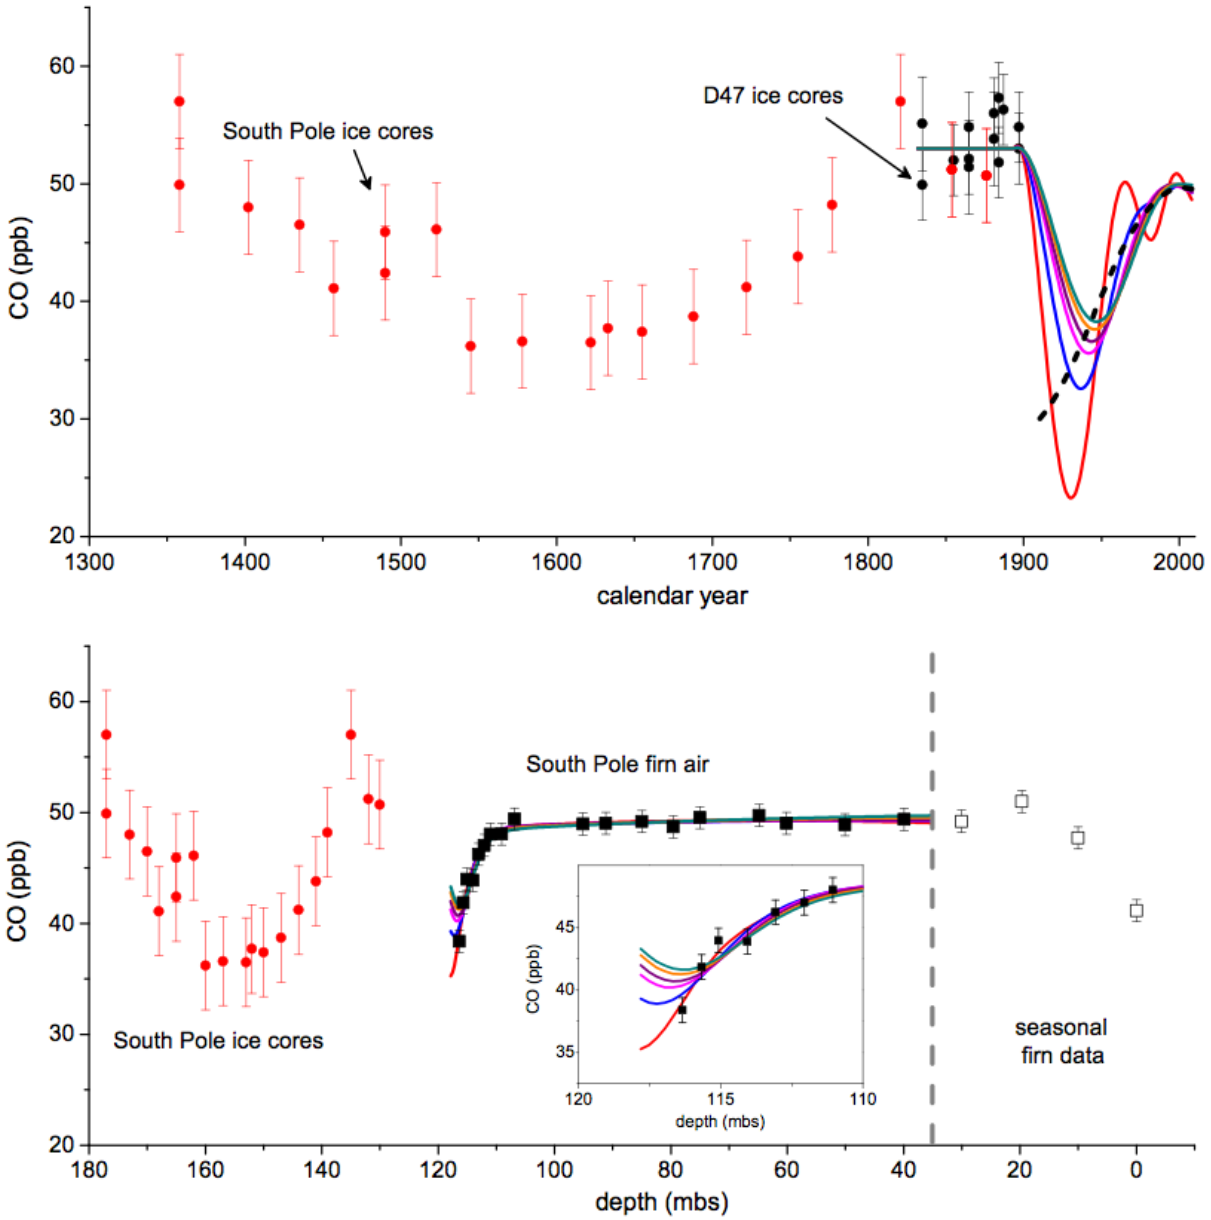 60
50
40
30
20
CO (ppb)
South Pole ice cores
D47 ice cores
1300 1400 1500 1600 1700 1800 1900 2000
calendar year
60
50
40
30
20
CO (ppb)
South Pole firn air
South Pole ice cores
45
40
35
CO (ppb)
120 115 110
depth (mbs)
seasonal
firn data
180 160 140 120 100 80 60 40 20 0
depth (mbs)